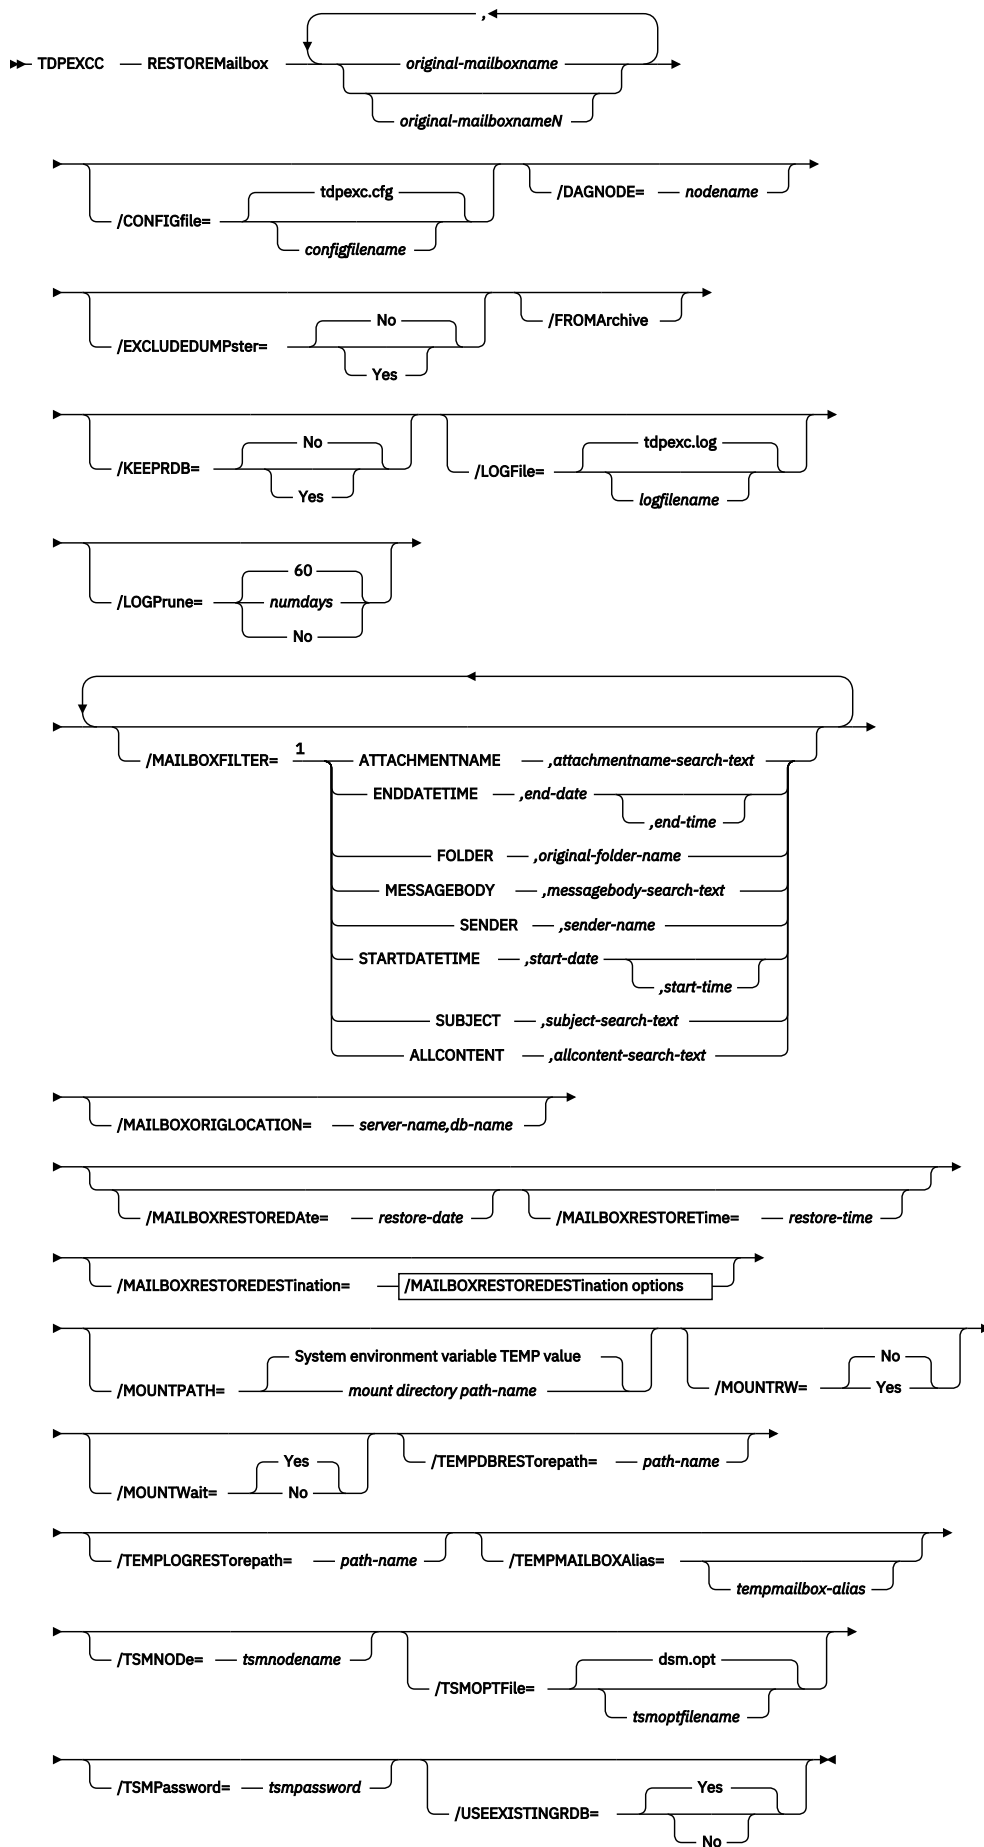 ,
TDPEXCC RESTOREMailbox original-mailboxname
original-mailboxnameN
/CONFIGfile= tdpexc.cfg
configfilename
/DAGNODE= nodename
/EXCLUDEDUMPster= No
Yes
/FROMArchive
/KEEPRDB= No
Yes
/LOGFile= tdpexc.log
logfilename
/LOGPrune= 60
numdays
No
/MAILBOXFILTER= 1
ATTACHMENTNAME ,attachmentname-search-text
ENDDATETIME ,end-date
,end-time
FOLDER ,original-folder-name
MESSAGEBODY ,messagebody-search-text
SENDER ,sender-name
STARTDATETIME ,start-date
,start-time
SUBJECT ,subject-search-text
ALLCONTENT ,allcontent-search-text
/MAILBOXORIGLOCATION= server-name,db-name
/MAILBOXRESTOREDAte= restore-date /MAILBOXRESTORETime= restore-time
/MAILBOXRESTOREDESTination= /MAILBOXRESTOREDESTination options
/MOUNTPATH= System environment variable TEMP value
mount directory path-name
/MOUNTRW= No
Yes
/MOUNTWait= Yes
No
/TEMPDBRESTorepath= path-name
/TEMPLOGRESTorepath= path-name /TEMPMAILBOXAlias=
tempmailbox-alias
/TSMNODe= tsmnodename
/TSMOPTFile= dsm.opt
tsmoptfilename
/TSMPassword= tsmpassword
/USEEXISTINGRDB= Yes
No